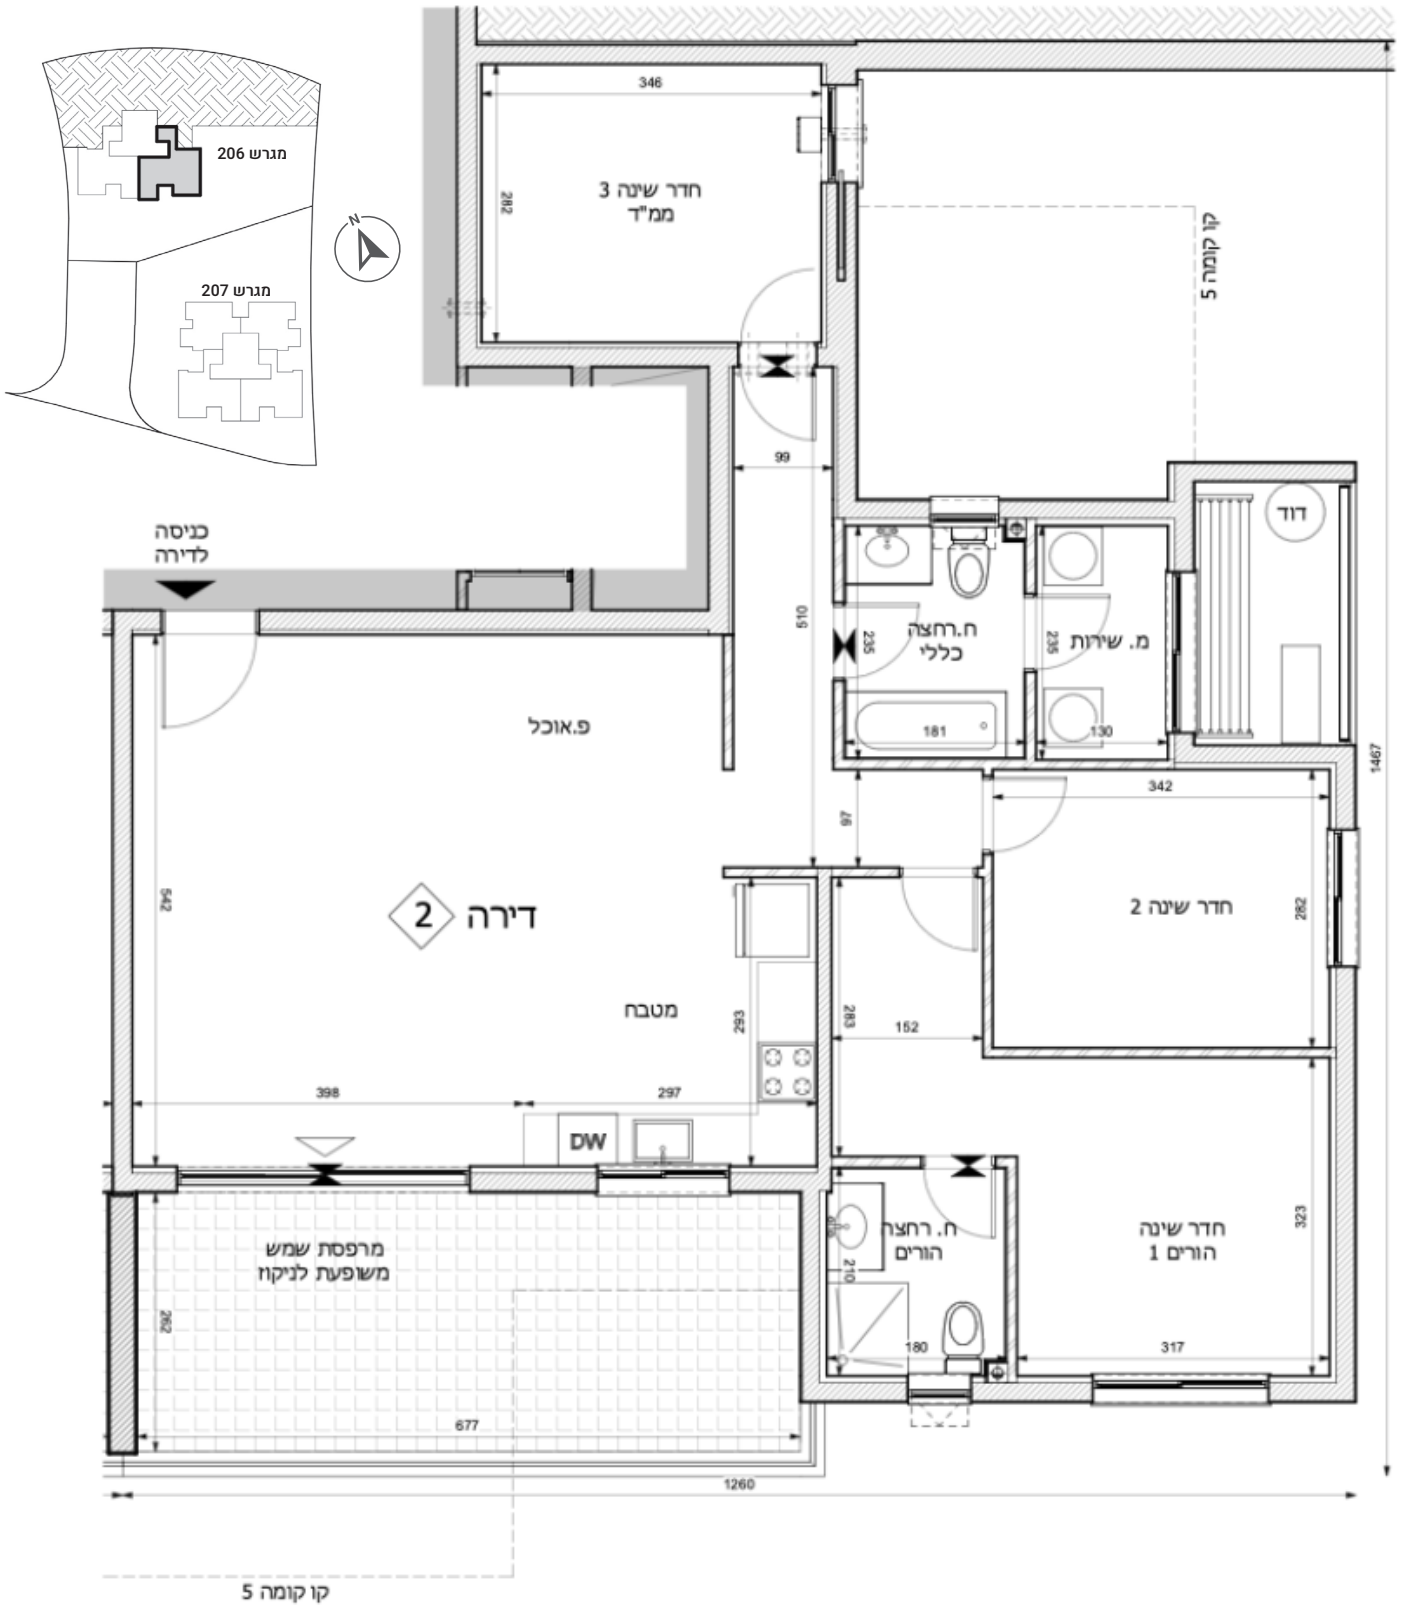 מגרש 206
N
מגרש 207
346
282
חדר שינה 3
ממ"ד
קו קומה 5
99
דוד
כניסה
לדירה
510
235
ח.רחצה
כללי
235
מ. שירות
181
130
פ.אוכל
1467
342
97
542
דירה 2
חדר שינה 2
282
מטבח
293
283
152
398
297
DW
323
ח. רחצה
הורים
חדר שינה
הורים 1
210
מרפסת שמש
משופעת לניקוז
262
180
317
677
1260
קו קומה 5